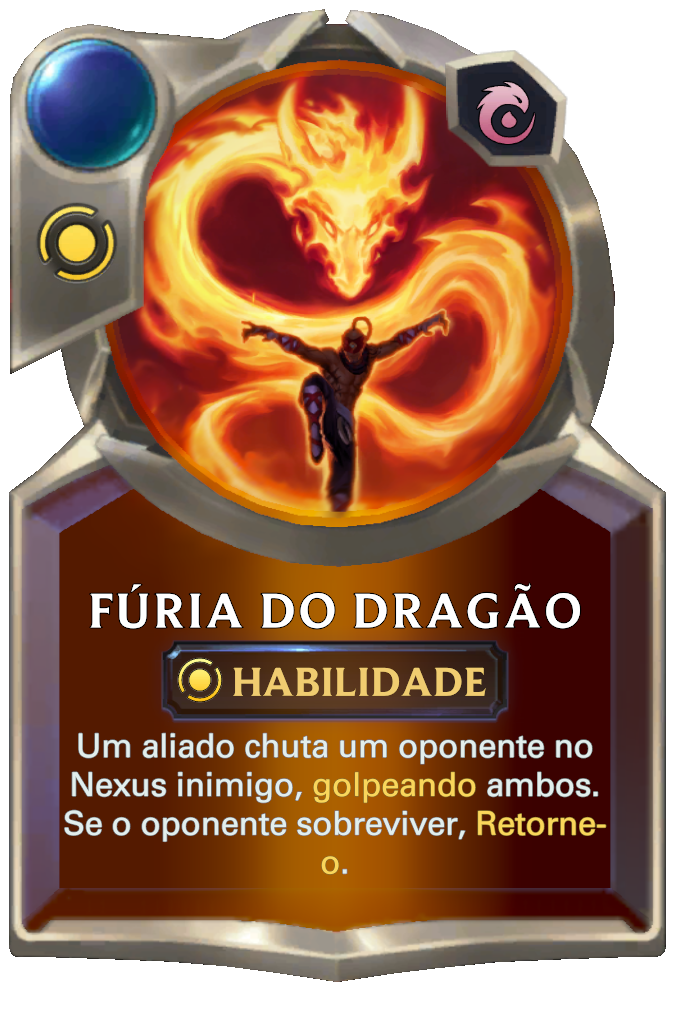 FÚRIA DO DRAGÃO
HABILIDADE
Um aliado chuta um oponente no
Nexus inimigo, golpeando ambos.
Se o oponente sobreviver, Retorne-
o.